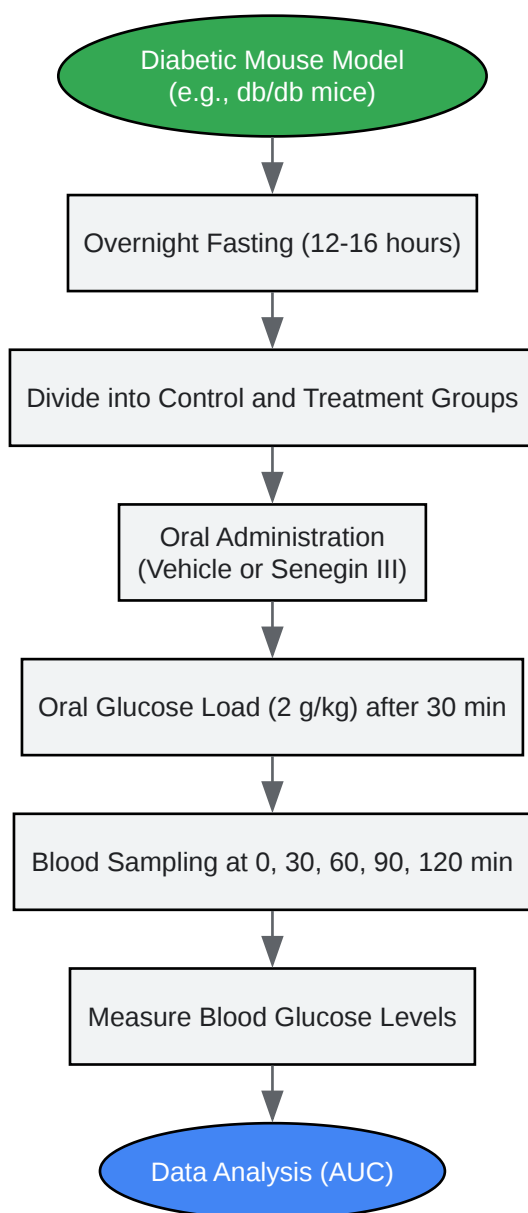 Diabetic Mouse Model
(e.g., db/db mice)
Overnight Fasting (12-16 hours)
Divide into Control and Treatment Groups
Oral Administration
(Vehicle or Senegin III)
Oral Glucose Load (2 g/kg) after 30 min
Blood Sampling at 0, 30, 60, 90, 120 min
Measure Blood Glucose Levels
Data Analysis (AUC)